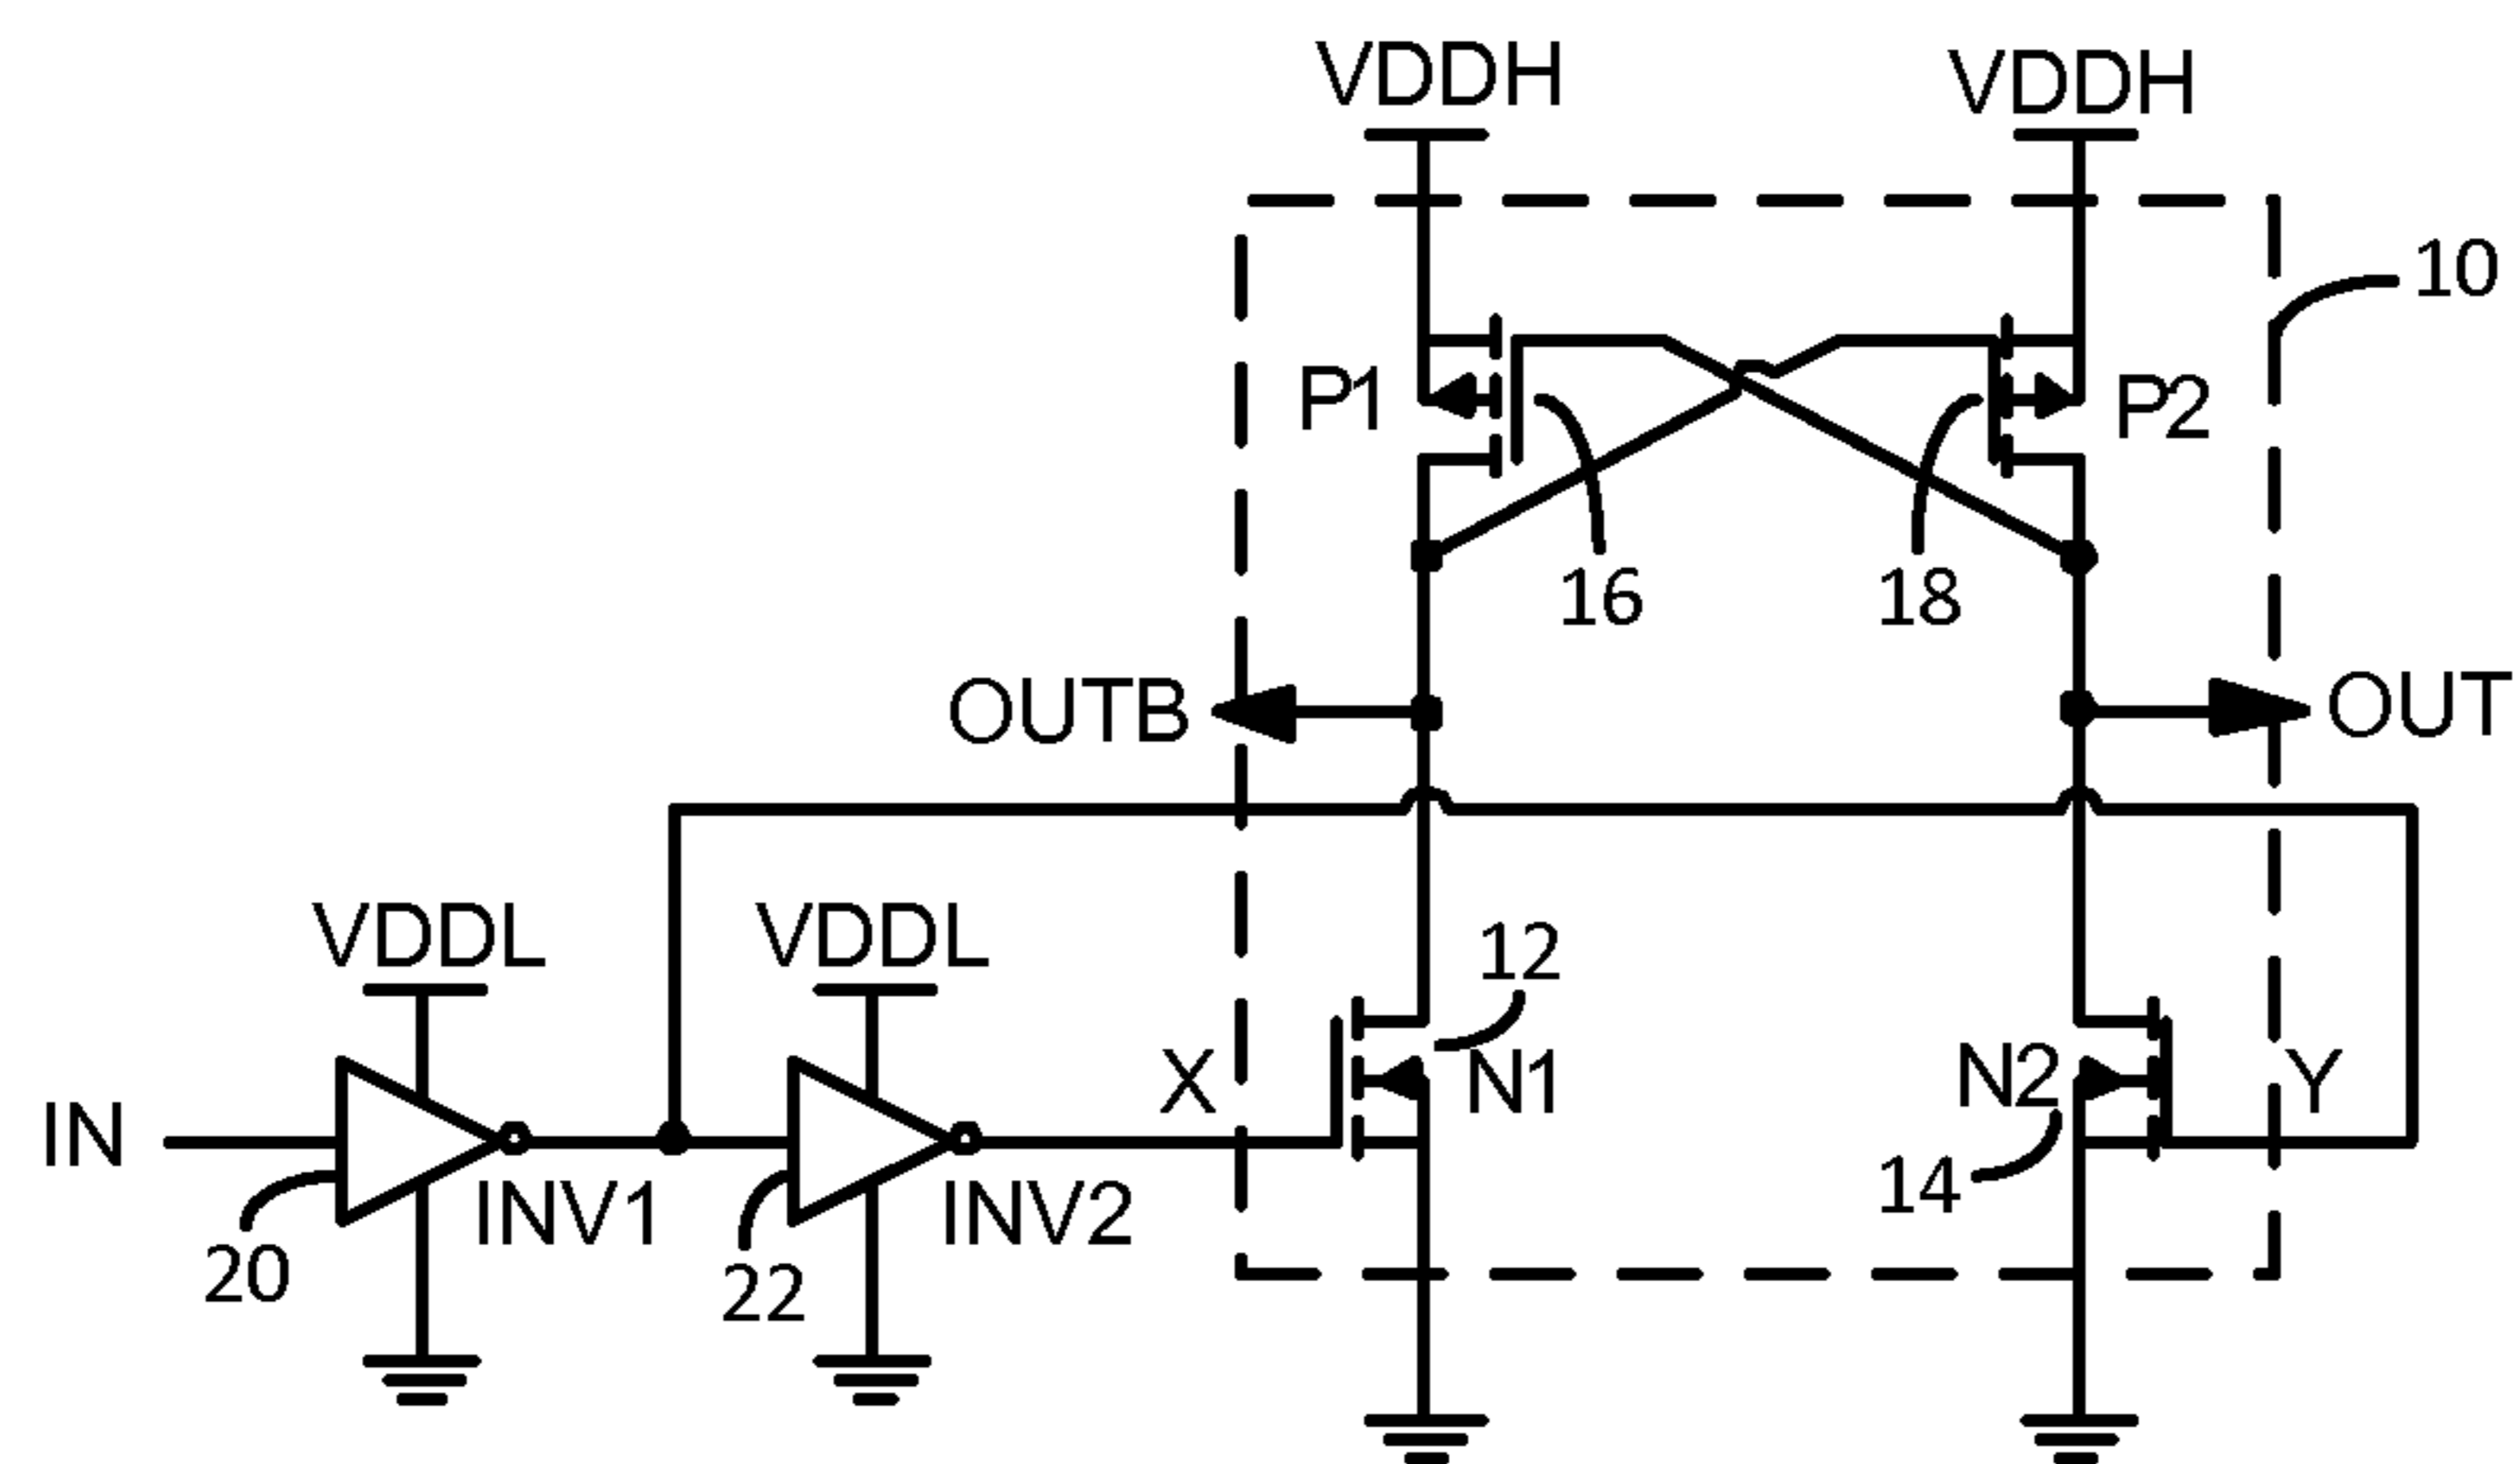 VDDH
VDDH
10
P1
P2
16
18
OUTB
OUT
VDDL
VDDL
12
X
N1
N2
Y
IN
14
INV1
INV2
20
22